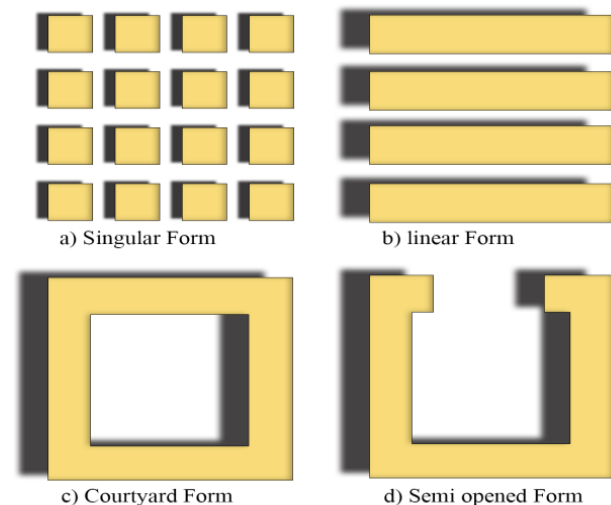 a) Singular Form
b) linear Form
c) Courtyard Form
d) Semi opened Form